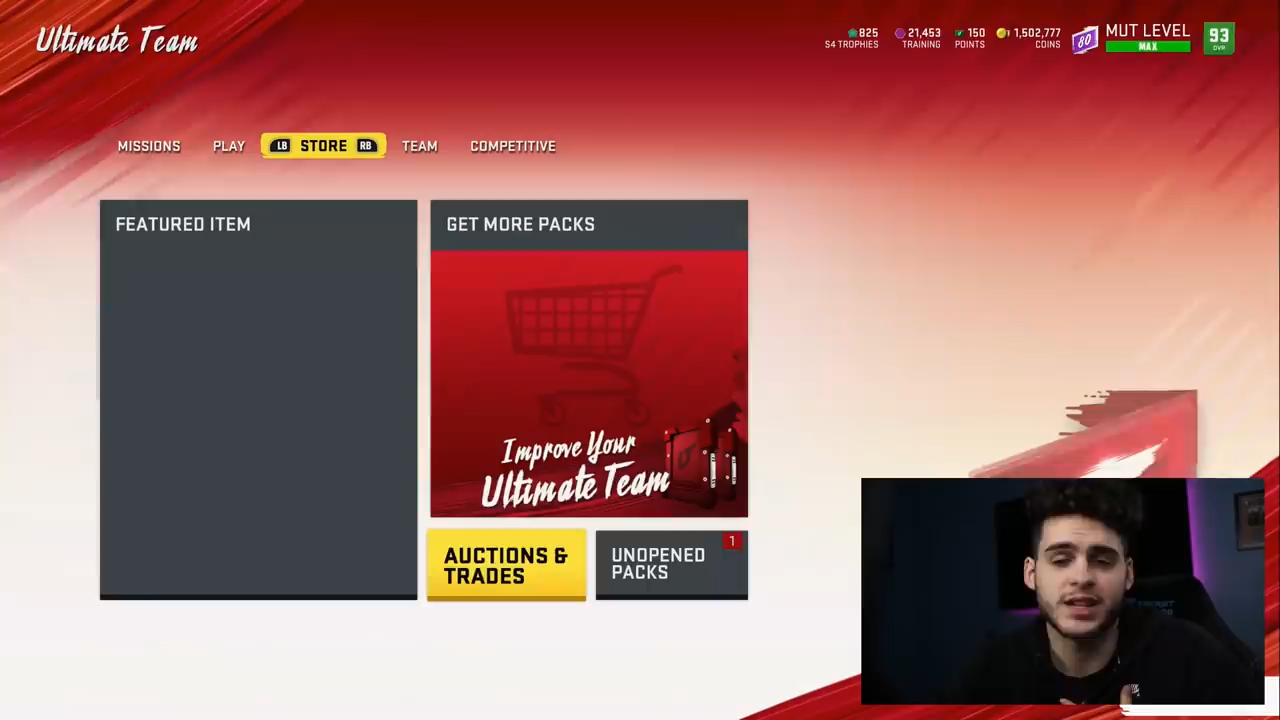 Ultimate Team
825
S4 TROPHIES
21,453
TRAINING
150
POINTS
1,502,777
COINS
80
MUT LEVEL
MAX
93
OVR
MISSIONS
PLAY
LB STORE RB
TEAM
COMPETITIVE
FEATURED ITEM
GET MORE PACKS
Improve Your
Ultimate Team
AUCTIONS &
TRADES
UNOPENED
PACKS
1